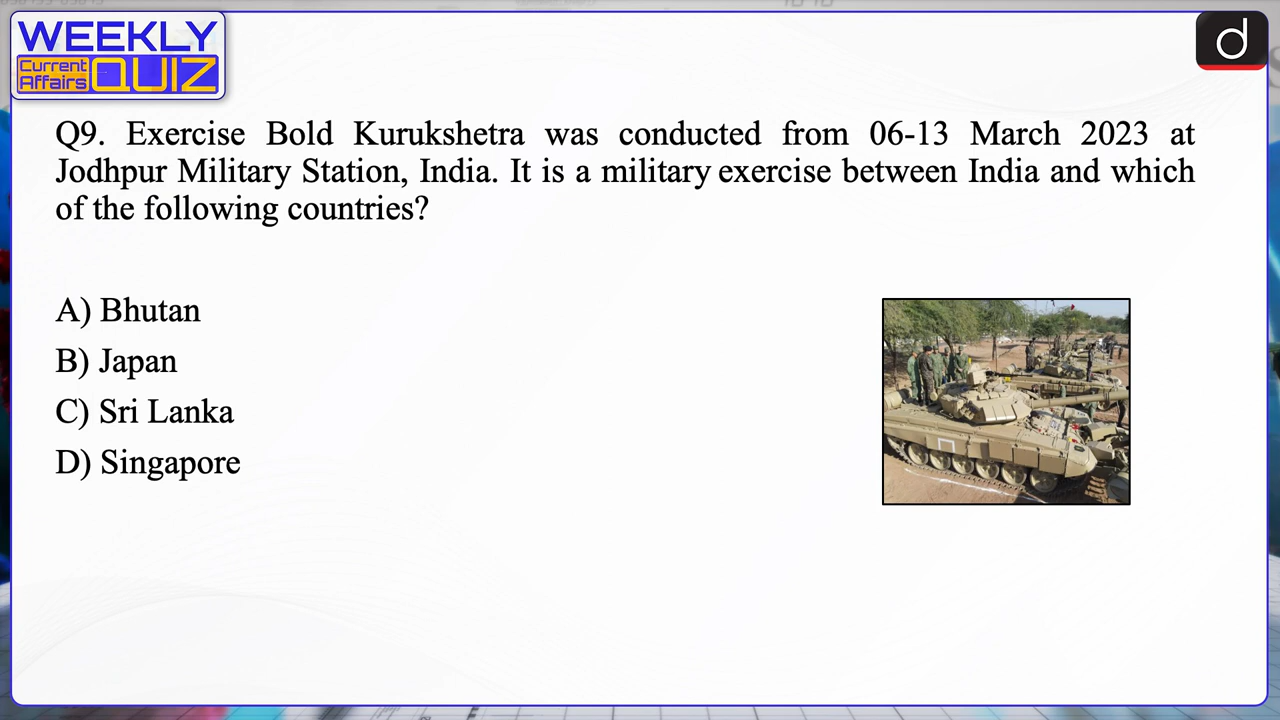 WEEKLY
Current
Affairs
QUIZ
d
Q9. Exercise Bold Kurukshetra was conducted from 06-13 March 2023 at
Jodhpur Military Station, India. It is a military exercise between India and which
of the following countries?
A) Bhutan
B) Japan
C) Sri Lanka
D) Singapore